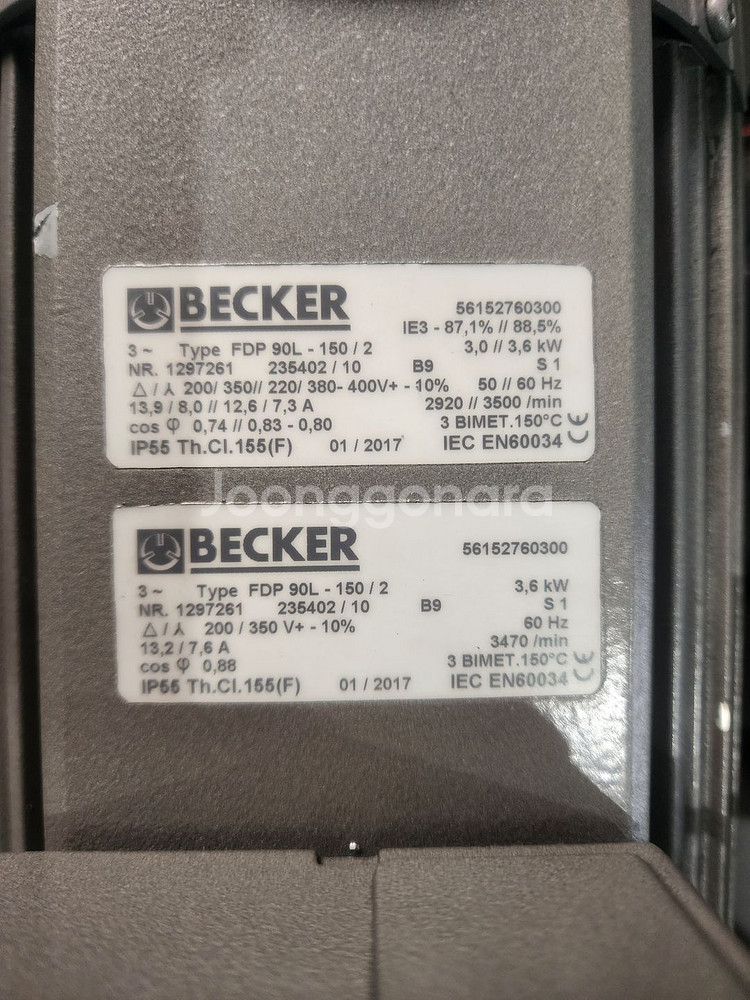 BECKER
56152760300
IE3 - 87,1% // 88,5%
3 ~ Type FDP 90L - 150 / 2 3,0 // 3,6 kW
NR. 1297261 235402 / 10 B9 S 1
△ / ⅄ 200/ 350// 220/ 380- 400V+ - 10% 50 // 60 Hz
13,9 / 8,0 // 12,6 / 7,3 A 2920 // 3500 /min
cos φ 0,74 // 0,83 - 0,80 3 BIMET.150°C CE
IP55 Th.Cl.155(F) 01 / 2017 IEC EN60034
Joonggonara
BECKER
56152760300
3 ~ Type FDP 90L - 150 / 2 3,6 kW
NR. 1297261 235402 / 10 B9 S 1
△ / ⅄ 200 / 350 V+ - 10% 60 Hz
13,2 / 7,6 A 3470 /min
cos φ 0,88 3 BIMET.150°C CE
IP55 Th.Cl.155(F) 01 / 2017 IEC EN60034